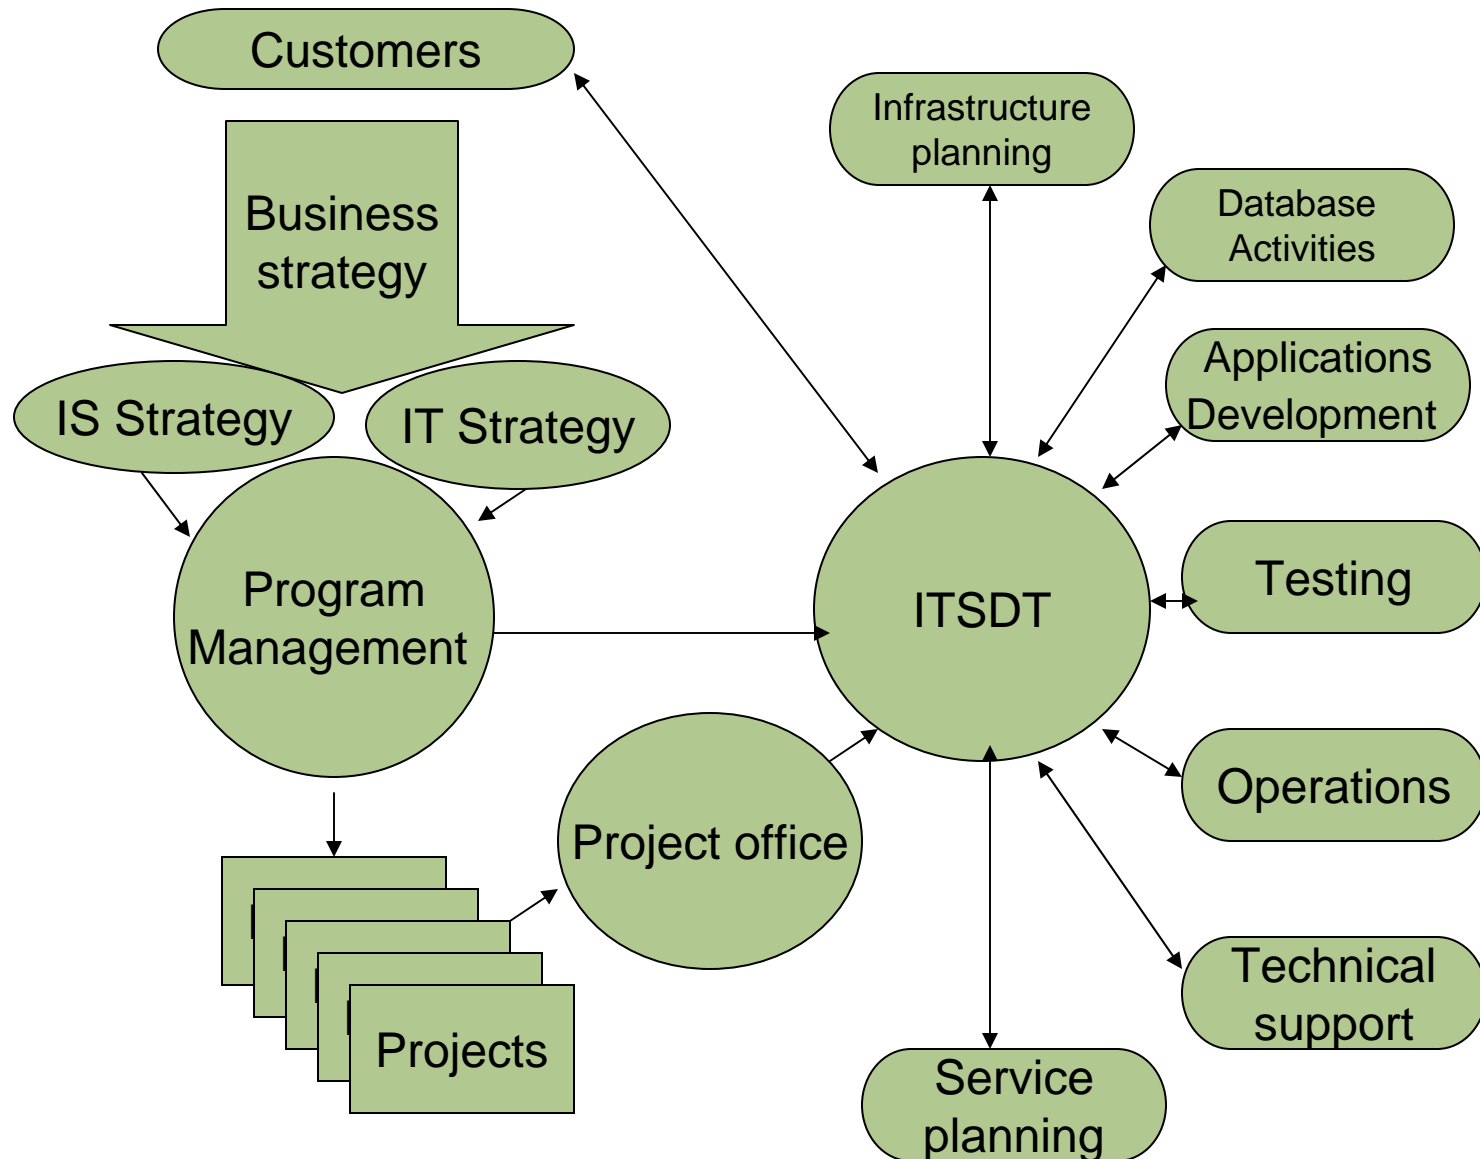 Customers
Infrastructure
planning
Database
Activities
Business
strategy
Applications
Development
IS Strategy
IT Strategy
Testing
Program
Management
ITSDT
Operations
Project office
Technical
support
Projects
Service
planning